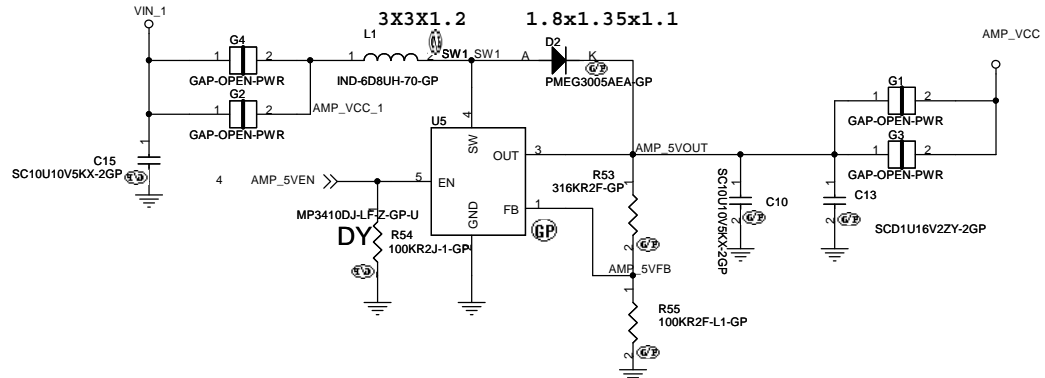 VIN_1
3X3X1.2
1.8x1.35x1.1
AMP_VCC
G4
1 2
GAP-OPEN-PWR
L1
1 2
SW1 SW1
IND-6D8UH-70-GP
D2
A K
PMEG3005AEA-GP
G2
1 2
GAP-OPEN-PWR
AMP_VCC_1
G1
1 2
GAP-OPEN-PWR
G3
1 2
GAP-OPEN-PWR
U5
4
SW
OUT
3
AMP_5VOUT
EN
5
FB
1
GND
GP
MP3410DJ-LF-Z-GP-U
C15
1
SC10U10V5KX-2GP
4
AMP_5VEN
DY
R54
100KR2J-1-GP
R53
316KR2F-GP
1
2
AMP_5VFB
R55
100KR2F-L1-GP
1
2
C10
1
2
SC10U10V5KX-2GP
C13
1
2
SCD1U16V2ZY-2GP